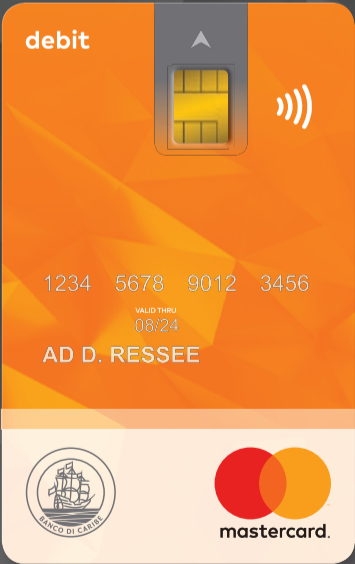 debit
1234 5678 9012 3456
VALID THRU
08/24
AD D. RESSEE
BANCO DI CARIBE
mastercard.